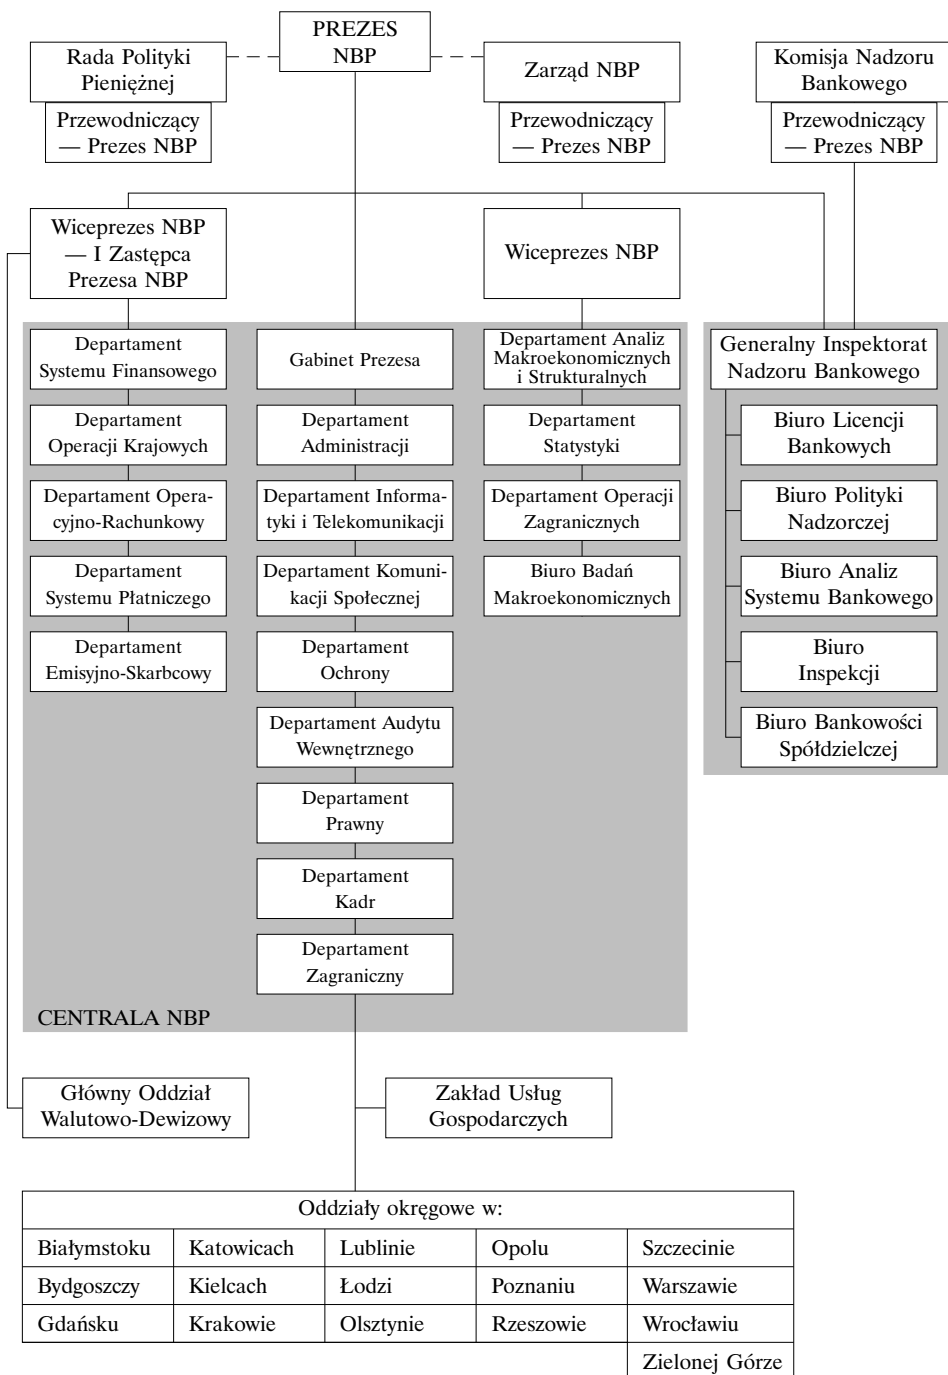 PREZES
NBP
Rada Polityki
Pieniężnej
Przewodniczący
— Prezes NBP
Zarząd NBP
Przewodniczący
— Prezes NBP
Komisja Nadzoru
Bankowego
Przewodniczący
— Prezes NBP
Wiceprezes NBP
— I Zastępca
Prezesa NBP
Wiceprezes NBP
Departament
Systemu Finansowego
Departament
Operacji Krajowych
Departament Opera-
cyjno-Rachunkowy
Departament
Systemu Płatniczego
Departament
Emisyjno-Skarbcowy
Gabinet Prezesa
Departament
Administracji
Departament Informa-
tyki i Telekomunikacji
Departament Komuni-
kacji Społecznej
Departament
Ochrony
Departament Audytu
Wewnętrznego
Departament
Prawny
Departament
Kadr
Departament
Zagraniczny
Departament Analiz
Makroekonomicznych
i Strukturalnych
Departament
Statystyki
Departament Operacji
Zagranicznych
Biuro Badań
Makroekonomicznych
Generalny Inspektorat
Nadzoru Bankowego
Biuro Licencji
Bankowych
Biuro Polityki
Nadzorczej
Biuro Analiz
Systemu Bankowego
Biuro
Inspekcji
Biuro Bankowości
Spółdzielczej
CENTRALA NBP
Główny Oddział
Walutowo-Dewizowy
Zakład Usług
Gospodarczych
Oddziały okręgowe w:
Białymstoku Katowicach Lublinie Opolu Szczecinie
Bydgoszczy Kielcach Łodzi Poznaniu Warszawie
Gdańsku Krakowie Olsztynie Rzeszowie Wrocławiu
Zielonej Górze